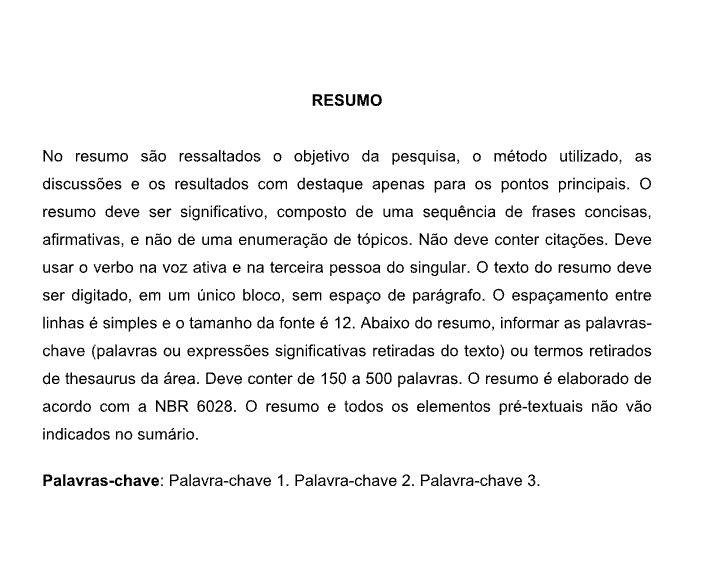 RESUMO
No resumo são ressaltados o objetivo da pesquisa, o método utilizado, as
discussões e os resultados com destaque apenas para os pontos principais. O
resumo deve ser significativo, composto de uma sequência de frases concisas,
afirmativas, e não de uma enumeração de tópicos. Não deve conter citações. Deve
usar o verbo na voz ativa e na terceira pessoa do singular. O texto do resumo deve
ser digitado, em um único bloco, sem espaço de parágrafo. O espaçamento entre
linhas é simples e o tamanho da fonte é 12. Abaixo do resumo, informar as palavras-
chave (palavras ou expressões significativas retiradas do texto) ou termos retirados
de thesaurus da área. Deve conter de 150 a 500 palavras. O resumo é elaborado de
acordo com a NBR 6028. O resumo e todos os elementos pré-textuais não vão
indicados no sumário.
Palavras-chave: Palavra-chave 1. Palavra-chave 2. Palavra-chave 3.